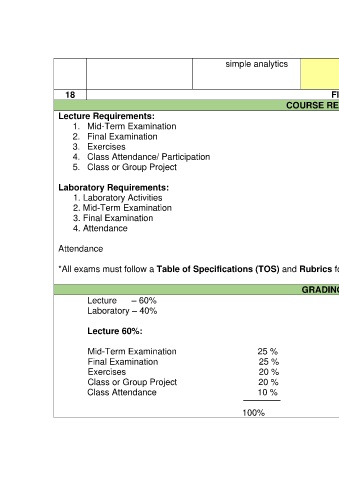 simple analytics
18 FI
COURSE RE
Lecture Requirements:
1. Mid-Term Examination
2. Final Examination
3. Exercises
4. Class Attendance/ Participation
5. Class or Group Project
Laboratory Requirements:
1. Laboratory Activities
2. Mid-Term Examination
3. Final Examination
4. Attendance
Attendance
*All exams must follow a Table of Specifications (TOS) and Rubrics fo
GRADING
Lecture – 60%
Laboratory – 40%
Lecture 60%:
Mid-Term Examination 25 %
Final Examination 25 %
Exercises 20 %
Class or Group Project 20 %
Class Attendance 10 %
100%